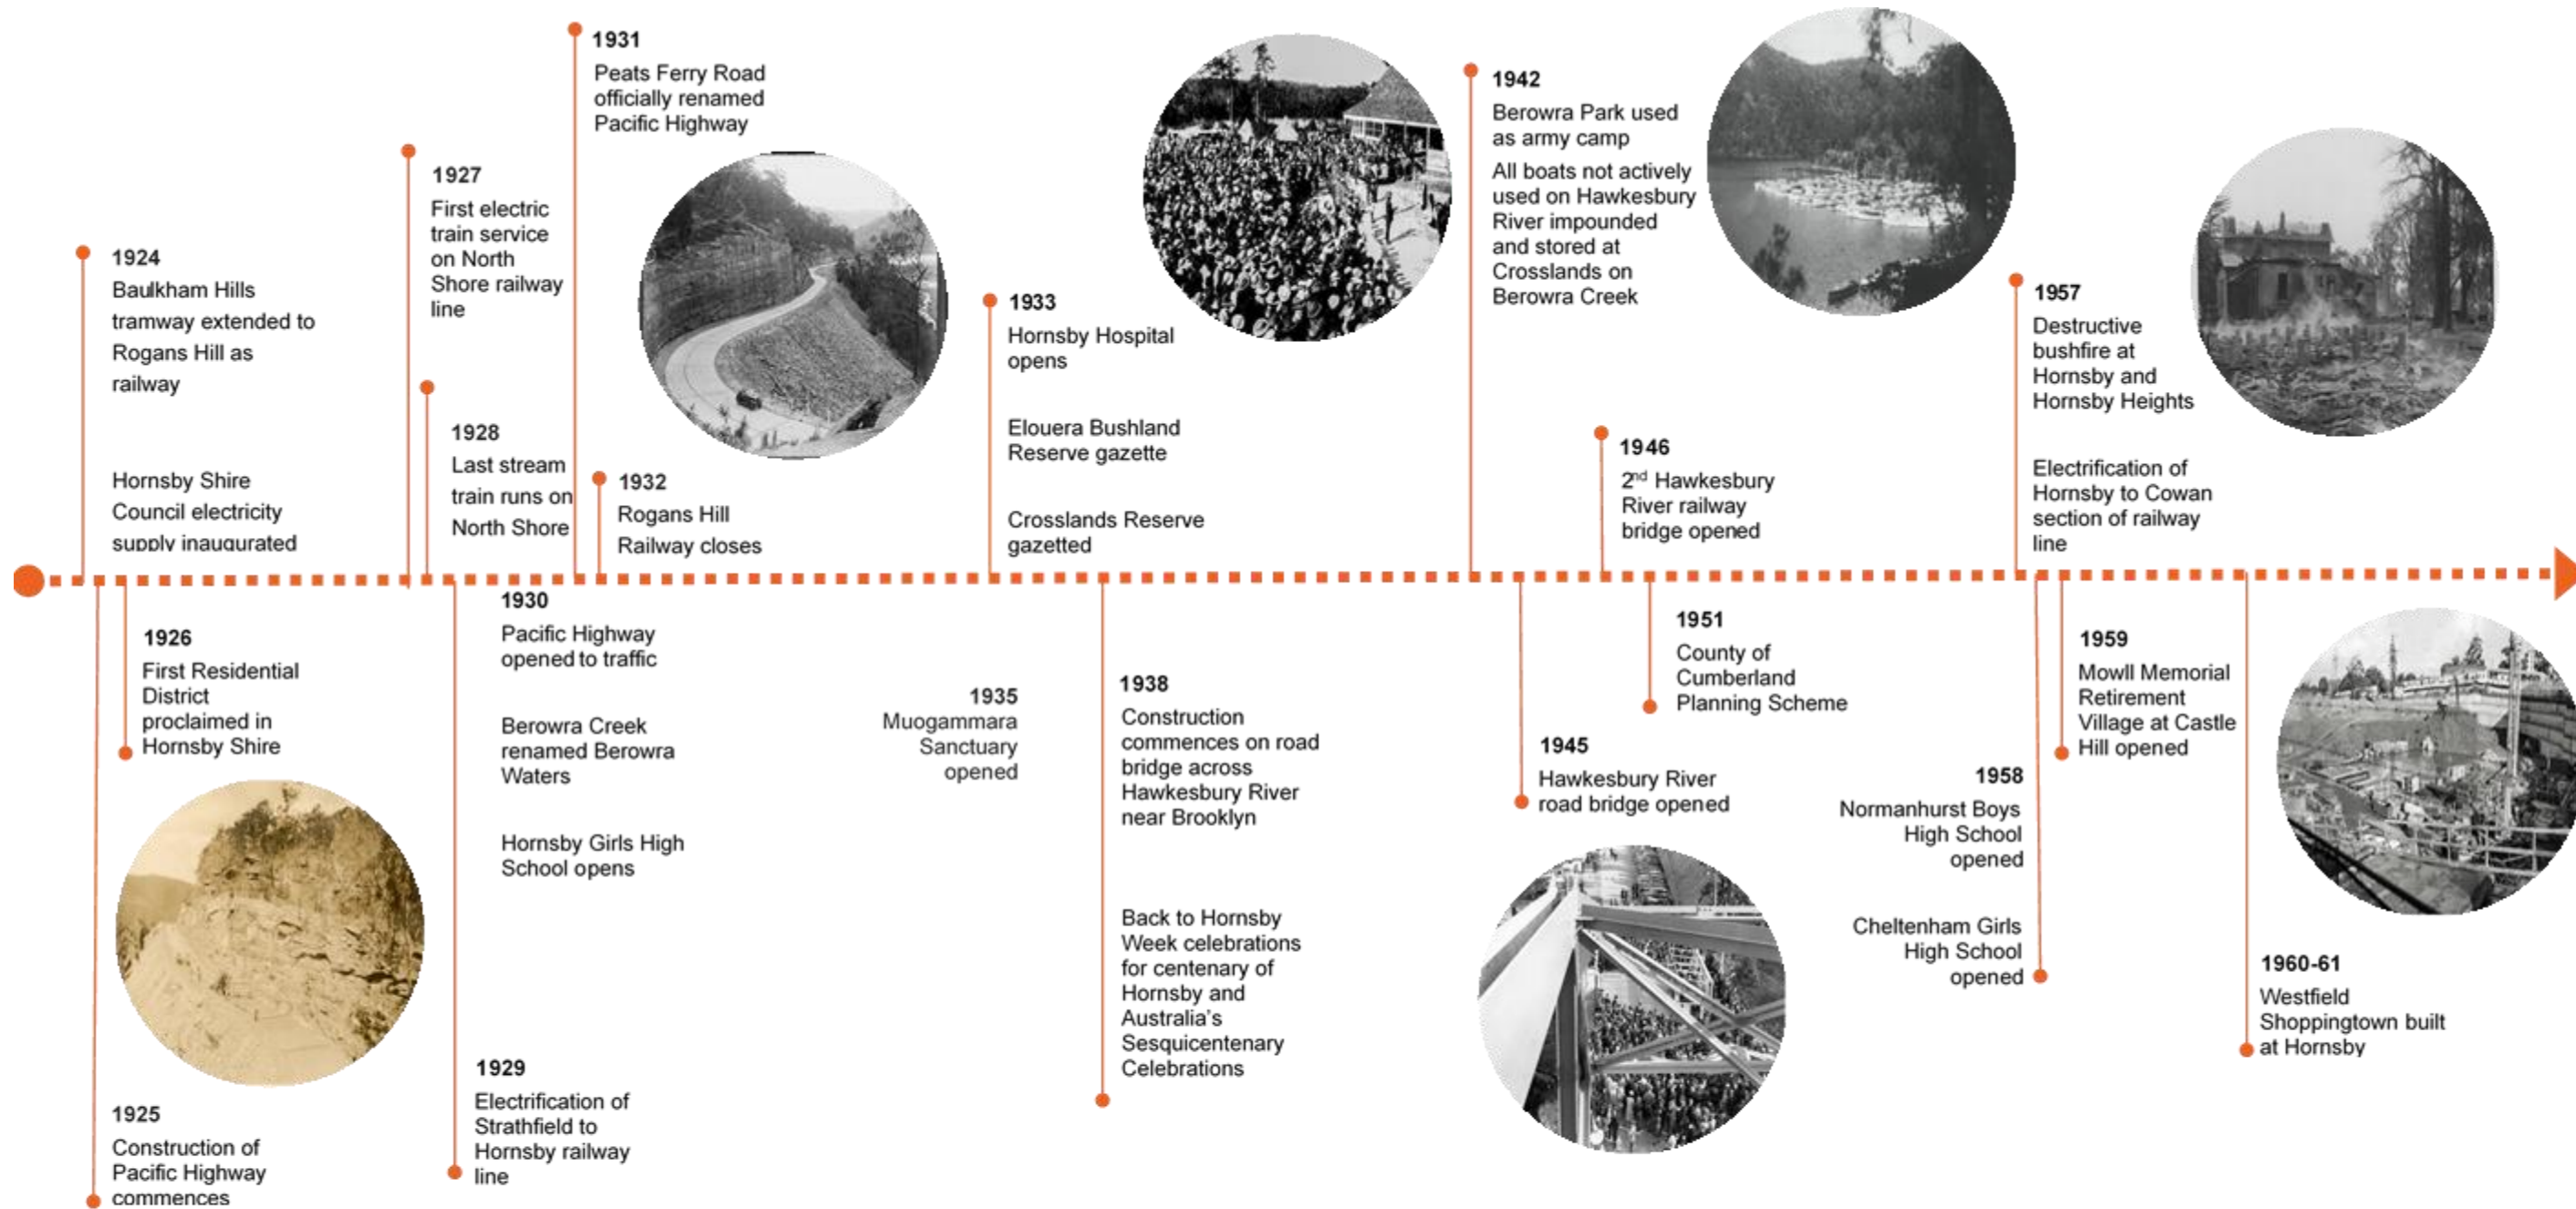 1924
Baulkham Hills
tramway extended to
Rogans Hill as
railway
Hornsby Shire
Council electricity
supply inaugurated
1925
Construction of
Pacific Highway
commences
1926
First Residential
District
proclaimed in
Hornsby Shire
1927
First electric
train service
on North
Shore railway
line
1928
Last stream
train runs on
North Shore
1929
Electrification of
Strathfield to
Hornsby railway
line
1930
Pacific Highway
opened to traffic
Berowra Creek
renamed Berowra
Waters
Hornsby Girls High
School opens
1931
Peats Ferry Road
officially renamed
Pacific Highway
1932
Rogans Hill
Railway closes
1933
Hornsby Hospital
opens
Elouera Bushland
Reserve gazette
Crosslands Reserve
gazetted
1935
Muogammara
Sanctuary
opened
1938
Construction
commences on road
bridge across
Hawkesbury River
near Brooklyn
Back to Hornsby
Week celebrations
for centenary of
Hornsby and
Australia's
Sesquicentenary
Celebrations
1942
Berowra Park used
as army camp
All boats not actively
used on Hawkesbury
River impounded
and stored at
Crosslands on
Berowra Creek
1945
Hawkesbury River
road bridge opened
1946
2nd Hawkesbury
River railway
bridge opened
1951
County of
Cumberland
Planning Scheme
1957
Destructive
bushfire at
Hornsby and
Hornsby Heights
Electrification of
Hornsby to Cowan
section of railway
line
1958
Normanhurst Boys
High School
opened
Cheltenham Girls
High School
opened
1959
Mowll Memorial
Retirement
Village at Castle
Hill opened
1960-61
Westfield
Shoppingtown built
at Hornsby